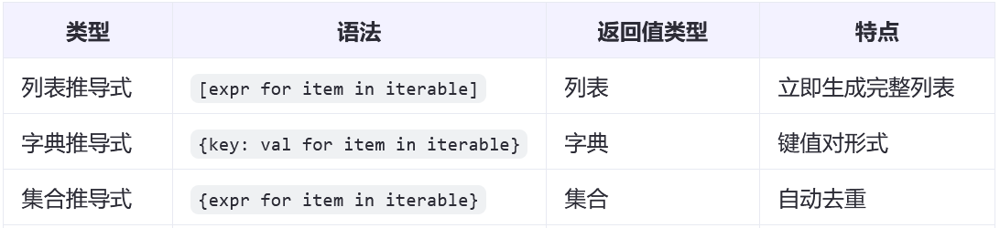 类型 语法 返回值类型 特点
列表推导式 [expr for item in iterable] 列表 立即生成完整列表
字典推导式 {key: val for item in iterable} 字典 键值对形式
集合推导式 {expr for item in iterable} 集合 自动去重